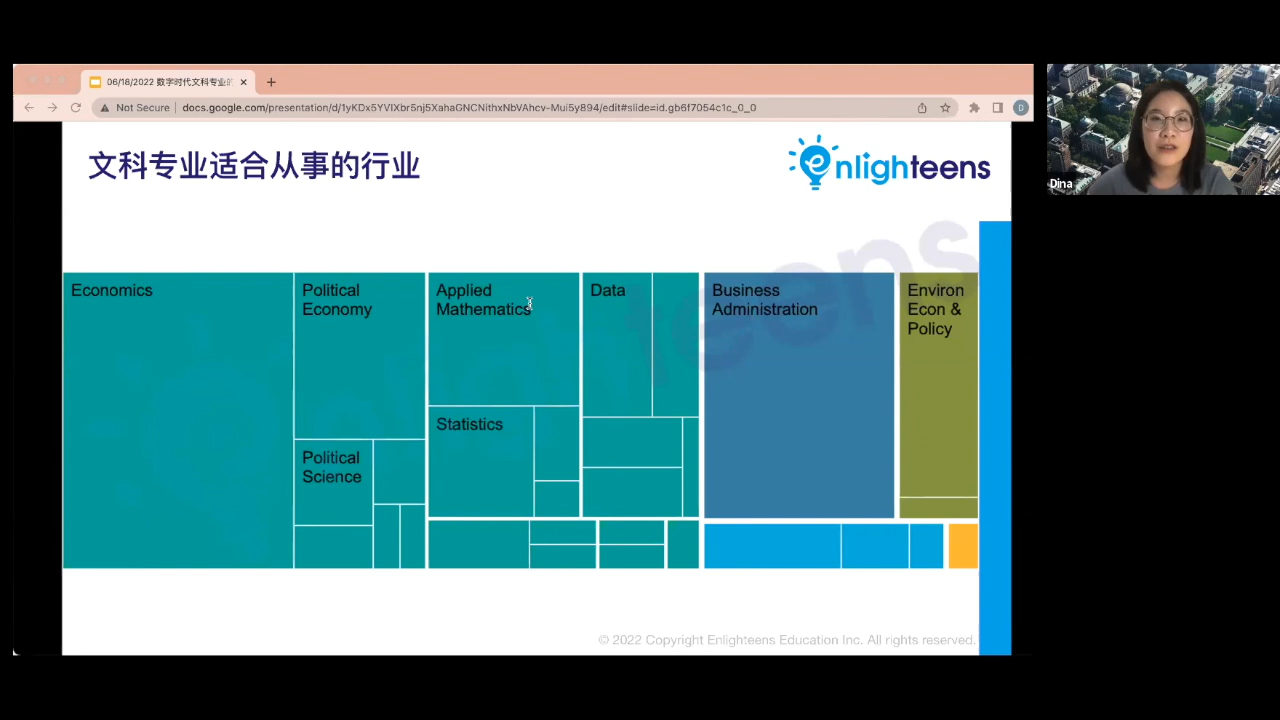 06/18/2022 数字时代文科专业的
Not Secure
docs.google.com/presentation/d/1yKDx5YVIXbr5nj5XahaGNCNithxNbVAhcv-Mui5y894/edit#slide=id.gb6f7054c1c_0_0
D
文科专业适合从事的行业
enlighteens
Dina
Economics
Political
Economy
Applied
Mathematics
Data
Business
Administration
Environ
Econ &
Policy
Statistics
Political
Science
enlighteens
© 2022 Copyright Enlighteens Education Inc. All rights reserved.